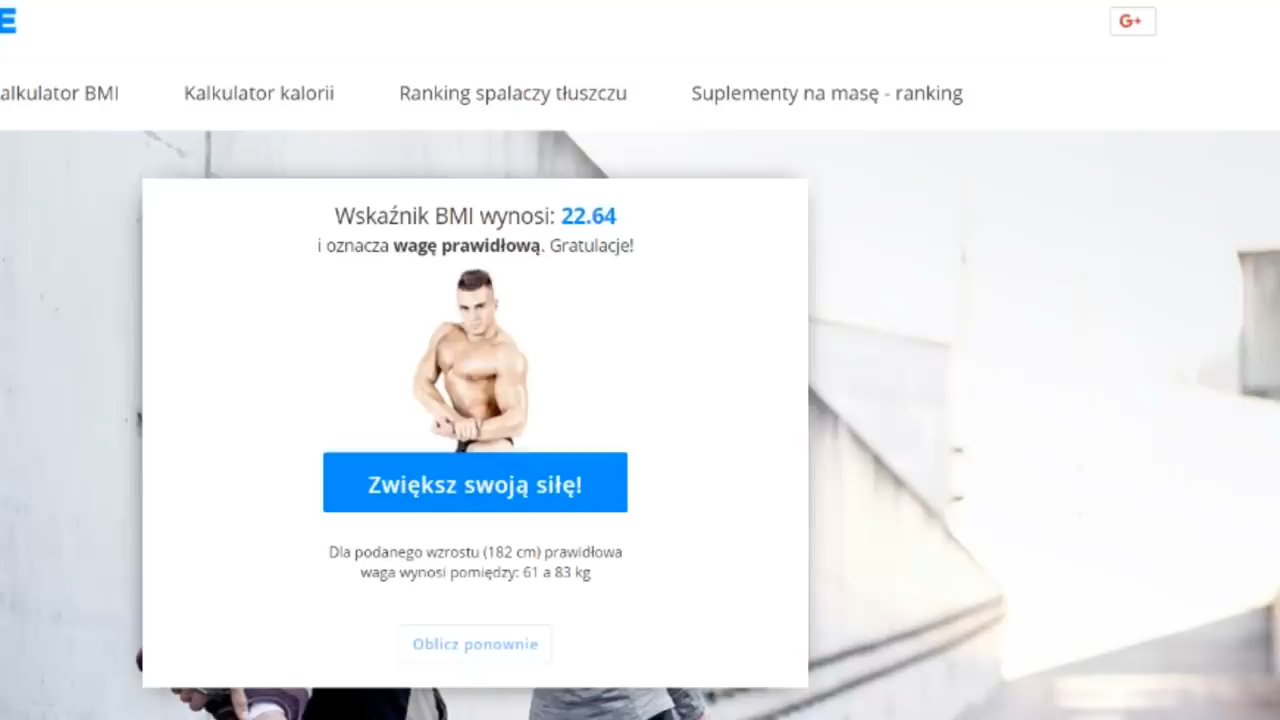 E
G+
alkulator BMI
Kalkulator kalorii
Ranking spalaczy tłuszczu
Suplementy na masę - ranking
Wskaźnik BMI wynosi: 22.64
i oznacza wagę prawidłową. Gratulacje!
Zwiększ swoją siłę!
Dla podanego wzrostu (182 cm) prawidłowa
waga wynosi pomiędzy: 61 a 83 kg
Oblicz ponownie